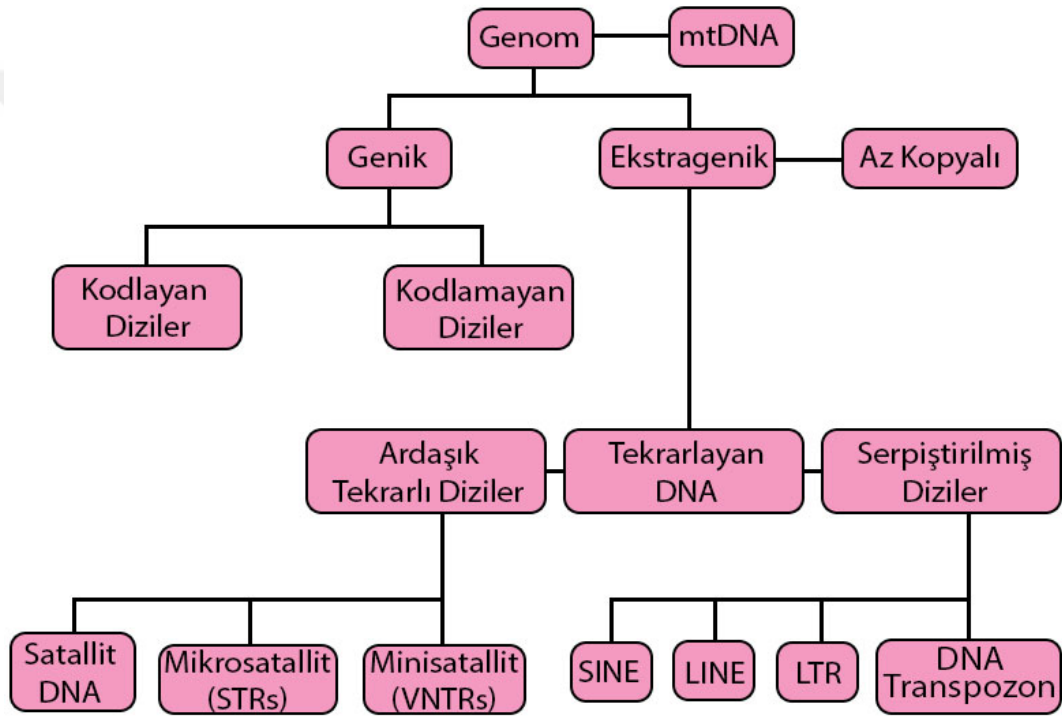 Genom
mtDNA
Genik
Ekstragenik
Az Kopyalı
Kodlayan
Diziler
Kodlamayan
Diziler
Ardaşık
Tekrarlı Diziler
Tekrarlayan
DNA
Serpiştirilmiş
Diziler
Satallit
DNA
Mikrosatallit
(STRs)
Minisatallit
(VNTRs)
SINE
LINE
LTR
DNA
Transpozon